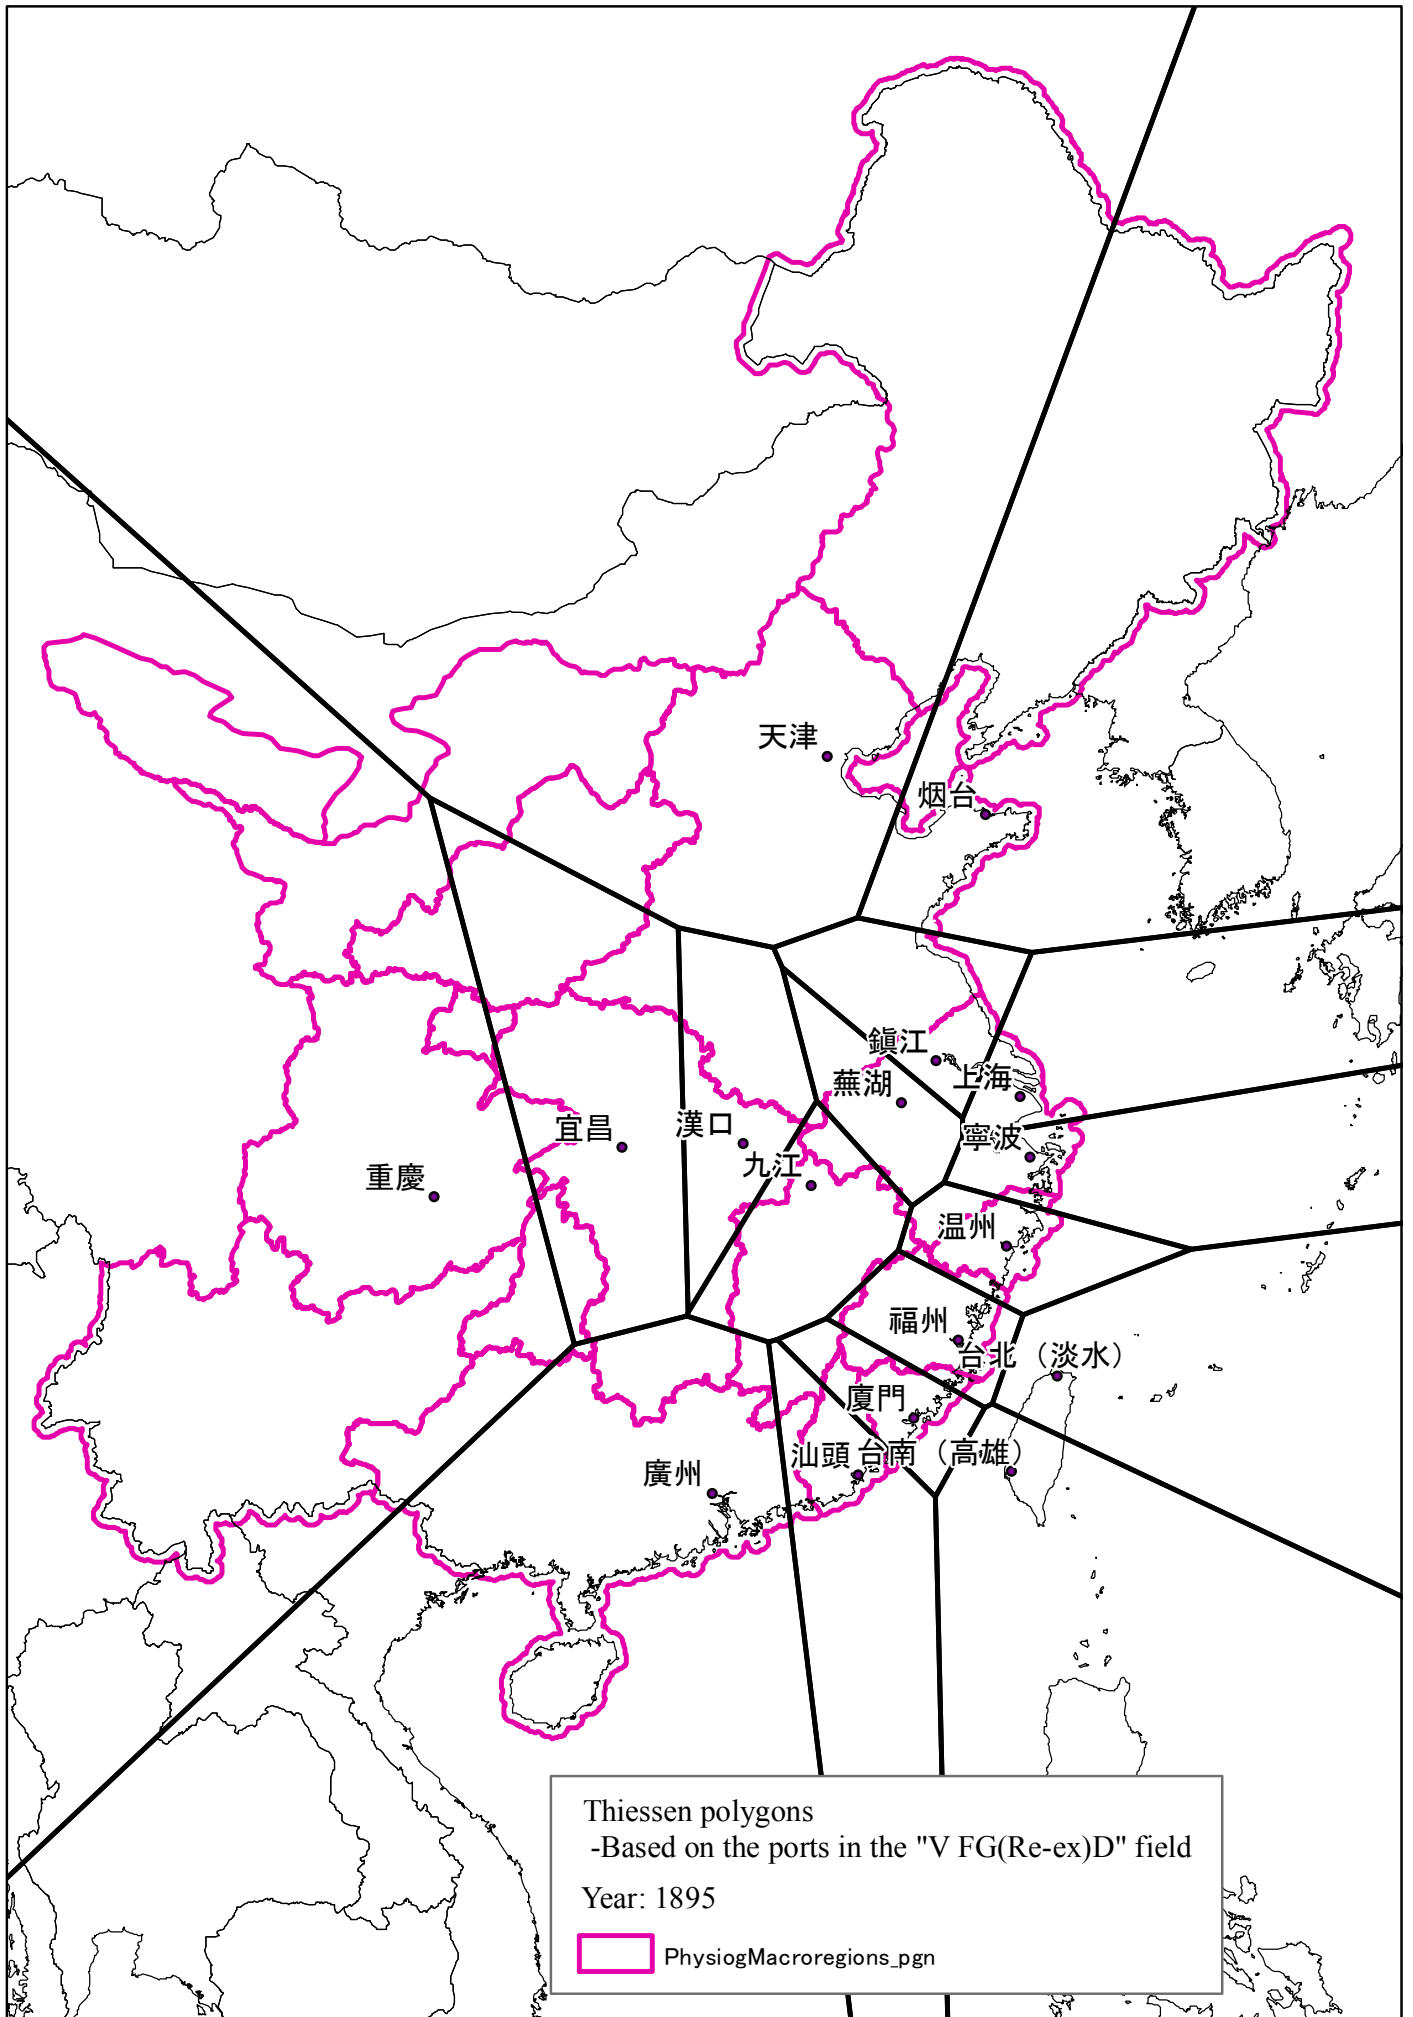 天津
烟台
鎮江
上海
蕪湖
宜昌
漢口
寧波
九江
重慶
温州
福州
台北（淡水）
廈門
汕頭
台南（高雄）
廣州
Thiessen polygons
-Based on the ports in the "V FG(Re-ex)D" field
Year: 1895
PhysiogMacroregions_pgn